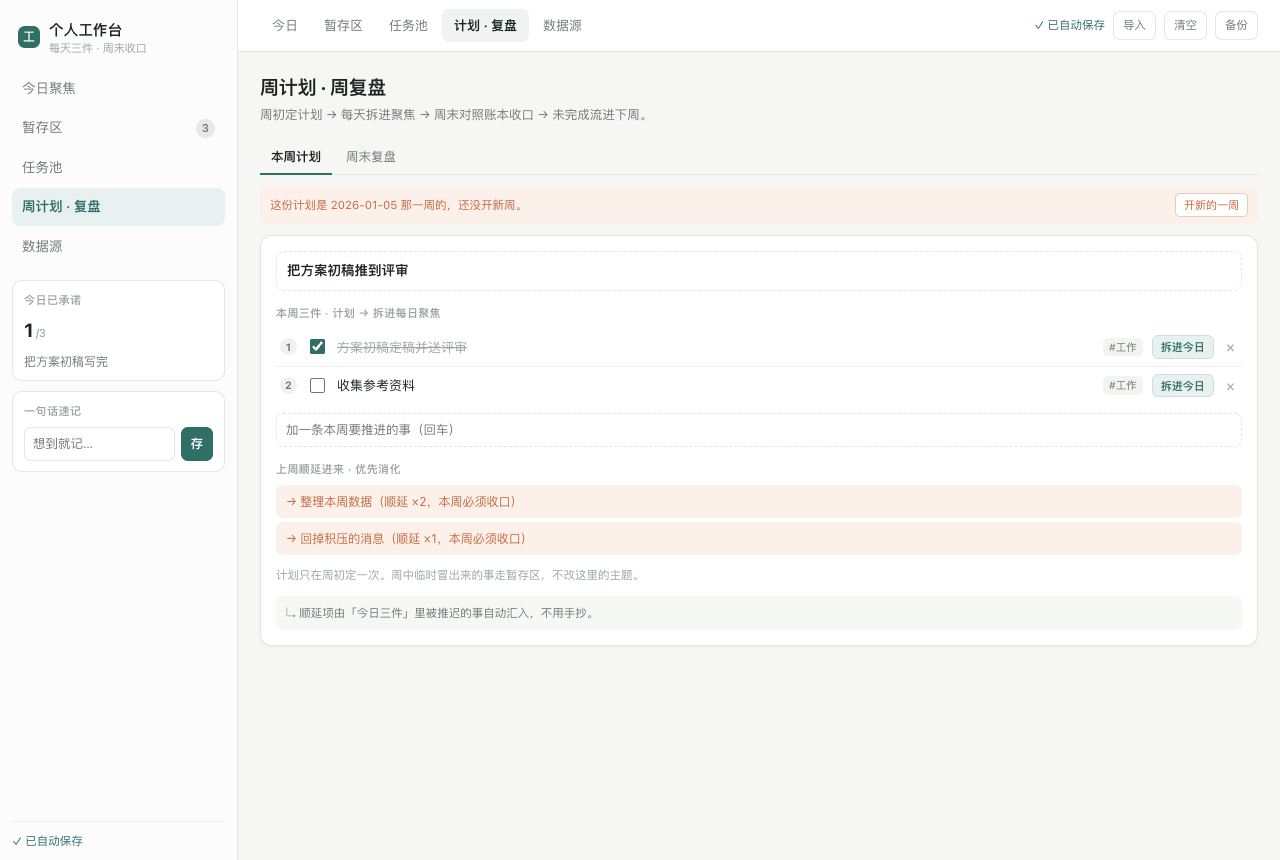 工
个人工作台
每天三件 · 周末收口
今日聚焦
暂存区 3
任务池
周计划 · 复盘
数据源
今日已承诺
1 /3
把方案初稿写完
一句话速记
想到就记... 存
✓ 已自动保存
今日 暂存区 任务池 计划 · 复盘 数据源 ✓ 已自动保存 导入 清空 备份
周计划 · 周复盘
周初定计划 → 每天拆进聚焦 → 周末对照账本收口 → 未完成流进下周。
本周计划 周末复盘
这份计划是 2026-01-05 那一周的，还没开新周。 开新的一周
把方案初稿推到评审
本周三件 · 计划 → 拆进每日聚焦
1 方案初稿定稿并送评审 #工作 拆进今日 ×
2 收集参考资料 #工作 拆进今日 ×
加一条本周要推进的事（回车）
上周顺延进来 · 优先消化
→ 整理本周数据（顺延 ×2，本周必须收口）
→ 回掉积压的消息（顺延 ×1，本周必须收口）
计划只在周初定一次。周中临时冒出来的事走暂存区，不改这里的主题。
顺延项由「今日三件」里被推迟的事自动汇入，不用手抄。